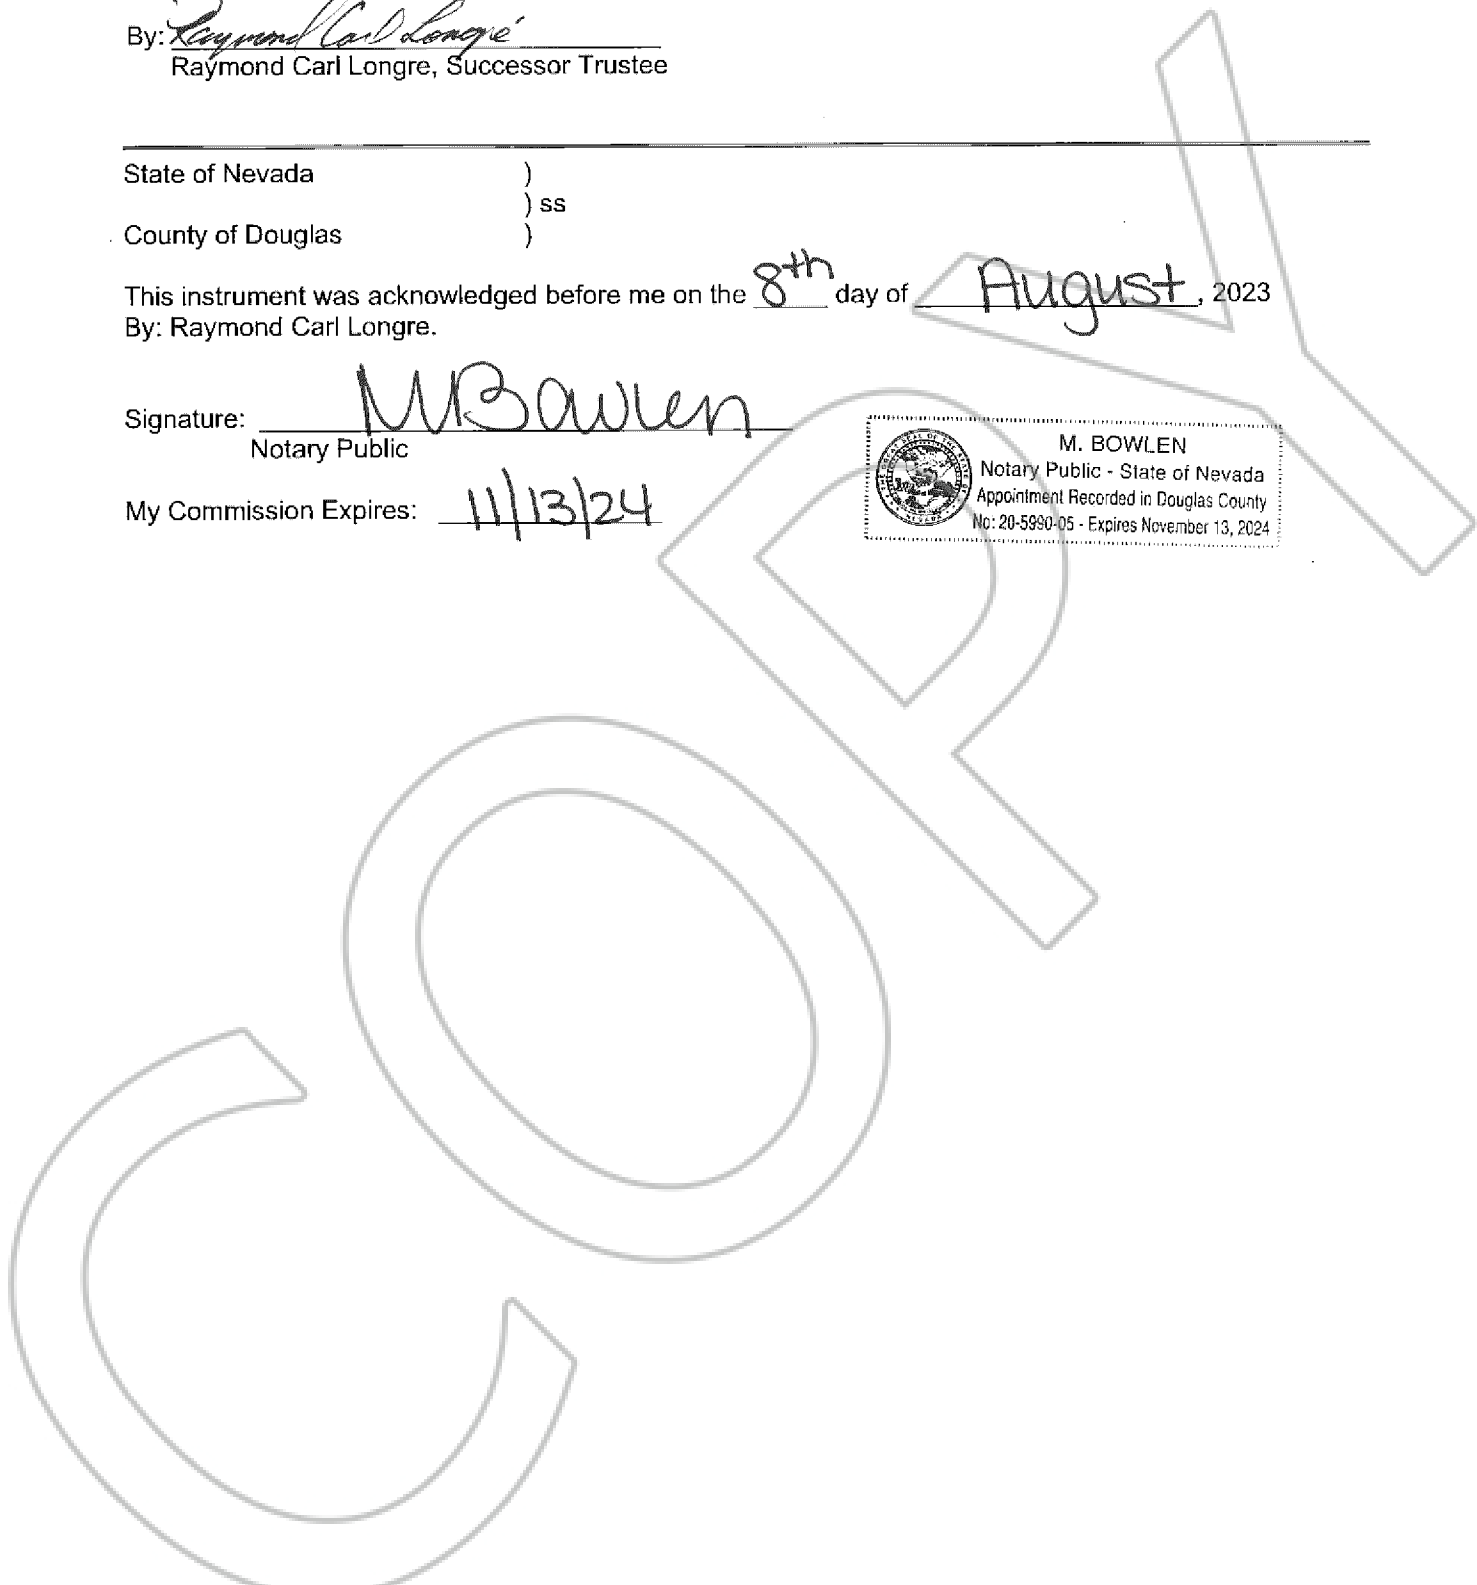 By: Raymond Carl Longré
Raymond Carl Longre, Successor Trustee
State of Nevada )
) ss
County of Douglas )
This instrument was acknowledged before me on the 8th day of August, 2023
By: Raymond Carl Longre.
Signature: MBowlen
Notary Public
M. BOWLEN
Notary Public - State of Nevada
Appointment Recorded in Douglas County
No: 20-5990-05 - Expires November 13, 2024
My Commission Expires: 11/13/24
COPY